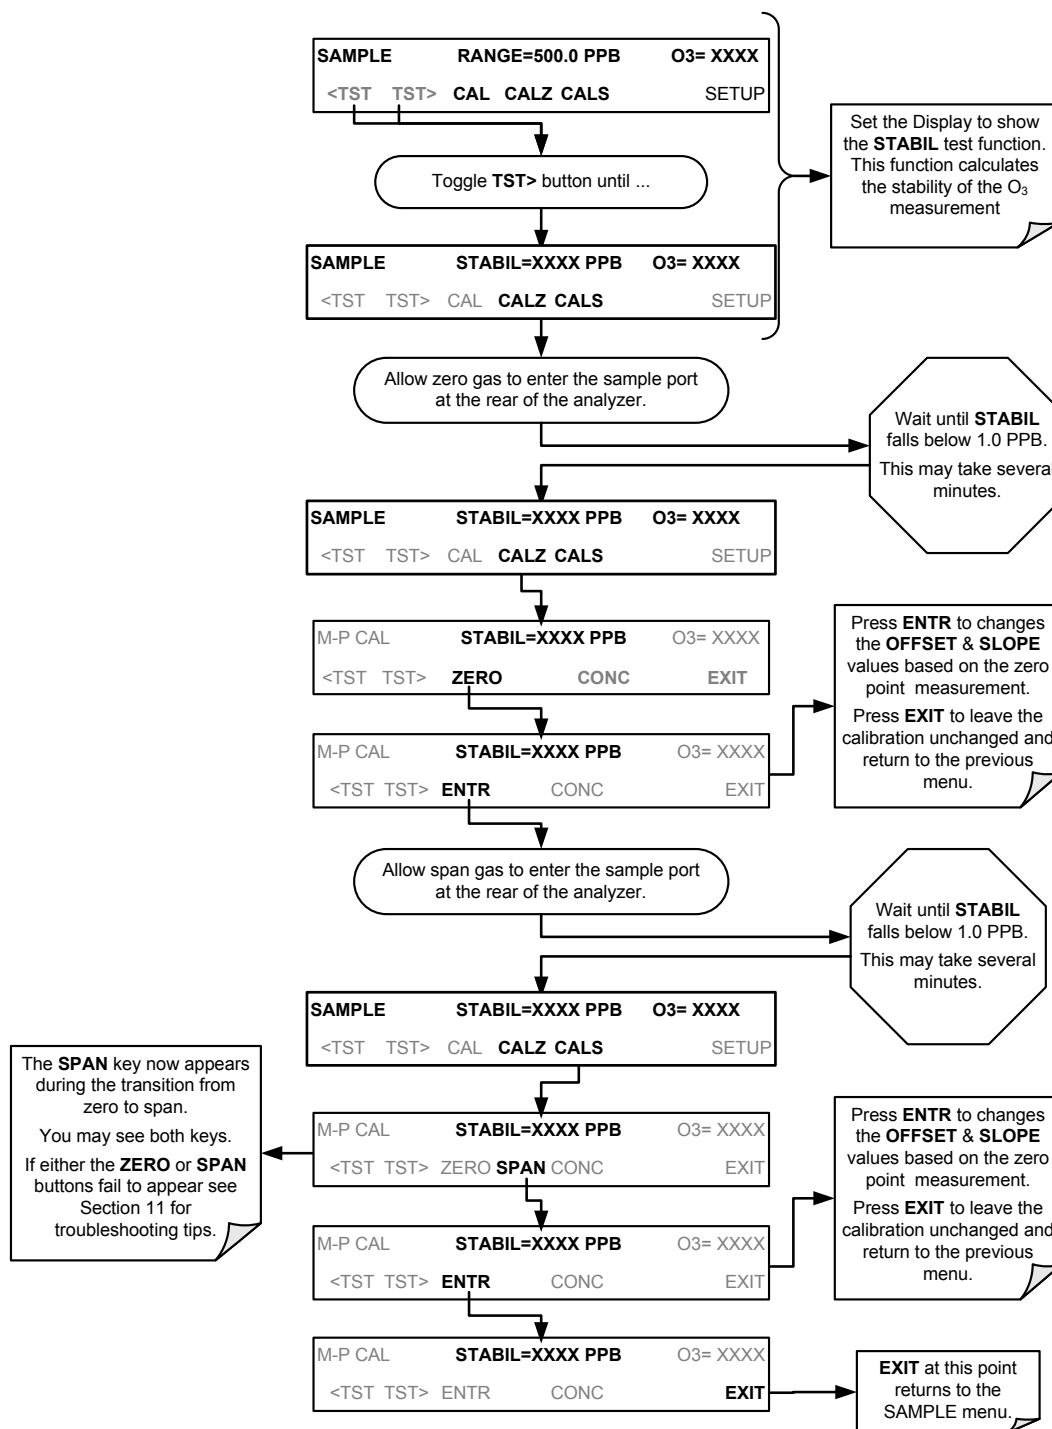 SAMPLE RANGE=500.0 PPB O3= XXXX
<TST TST> CAL CALZ CALS SETUP
Set the Display to show
the STABIL test function.
This function calculates
the stability of the O3
measurement
Toggle TST> button until ...
SAMPLE STABIL=XXXX PPB O3= XXXX
<TST TST> CAL CALZ CALS SETUP
Allow zero gas to enter the sample port
at the rear of the analyzer.
Wait until STABIL
falls below 1.0 PPB.
This may take several
minutes.
SAMPLE STABIL=XXXX PPB O3= XXXX
<TST TST> CAL CALZ CALS SETUP
M-P CAL STABIL=XXXX PPB O3= XXXX
<TST TST> ZERO CONC EXIT
M-P CAL STABIL=XXXX PPB O3= XXXX
<TST TST> ENTR CONC EXIT
Press ENTR to changes
the OFFSET & SLOPE
values based on the zero
point measurement.
Press EXIT to leave the
calibration unchanged and
return to the previous
menu.
Allow span gas to enter the sample port
at the rear of the analyzer.
Wait until STABIL
falls below 1.0 PPB.
This may take several
minutes.
SAMPLE STABIL=XXXX PPB O3= XXXX
<TST TST> CAL CALZ CALS SETUP
The SPAN key now appears
during the transition from
zero to span.
You may see both keys.
If either the ZERO or SPAN
buttons fail to appear see
Section 11 for
troubleshooting tips.
M-P CAL STABIL=XXXX PPB O3= XXXX
<TST TST> ZERO SPAN CONC EXIT
M-P CAL STABIL=XXXX PPB O3= XXXX
<TST TST> ENTR CONC EXIT
Press ENTR to changes
the OFFSET & SLOPE
values based on the zero
point measurement.
Press EXIT to leave the
calibration unchanged and
return to the previous
menu.
M-P CAL STABIL=XXXX PPB O3= XXXX
<TST TST> ENTR CONC EXIT
EXIT at this point
returns to the
SAMPLE menu.